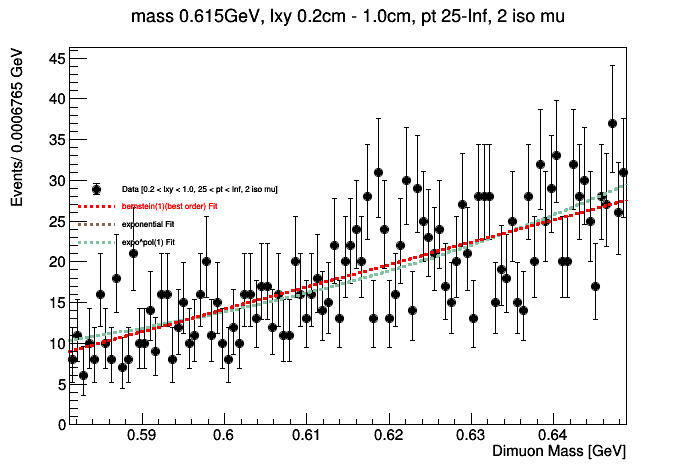 mass 0.615GeV, lxy 0.2cm - 1.0cm, pt 25-Inf, 2 iso mu
Events/ 0.0006765 GeV
45
40
35
30
25
20
15
10
5
0
Data [0.2 < lxy < 1.0, 25 < pt < Inf, 2 iso mu]
bernstein(1)(best order) Fit
exponential Fit
expo*pol(1) Fit
0.59 0.6 0.61 0.62 0.63 0.64
Dimuon Mass [GeV]